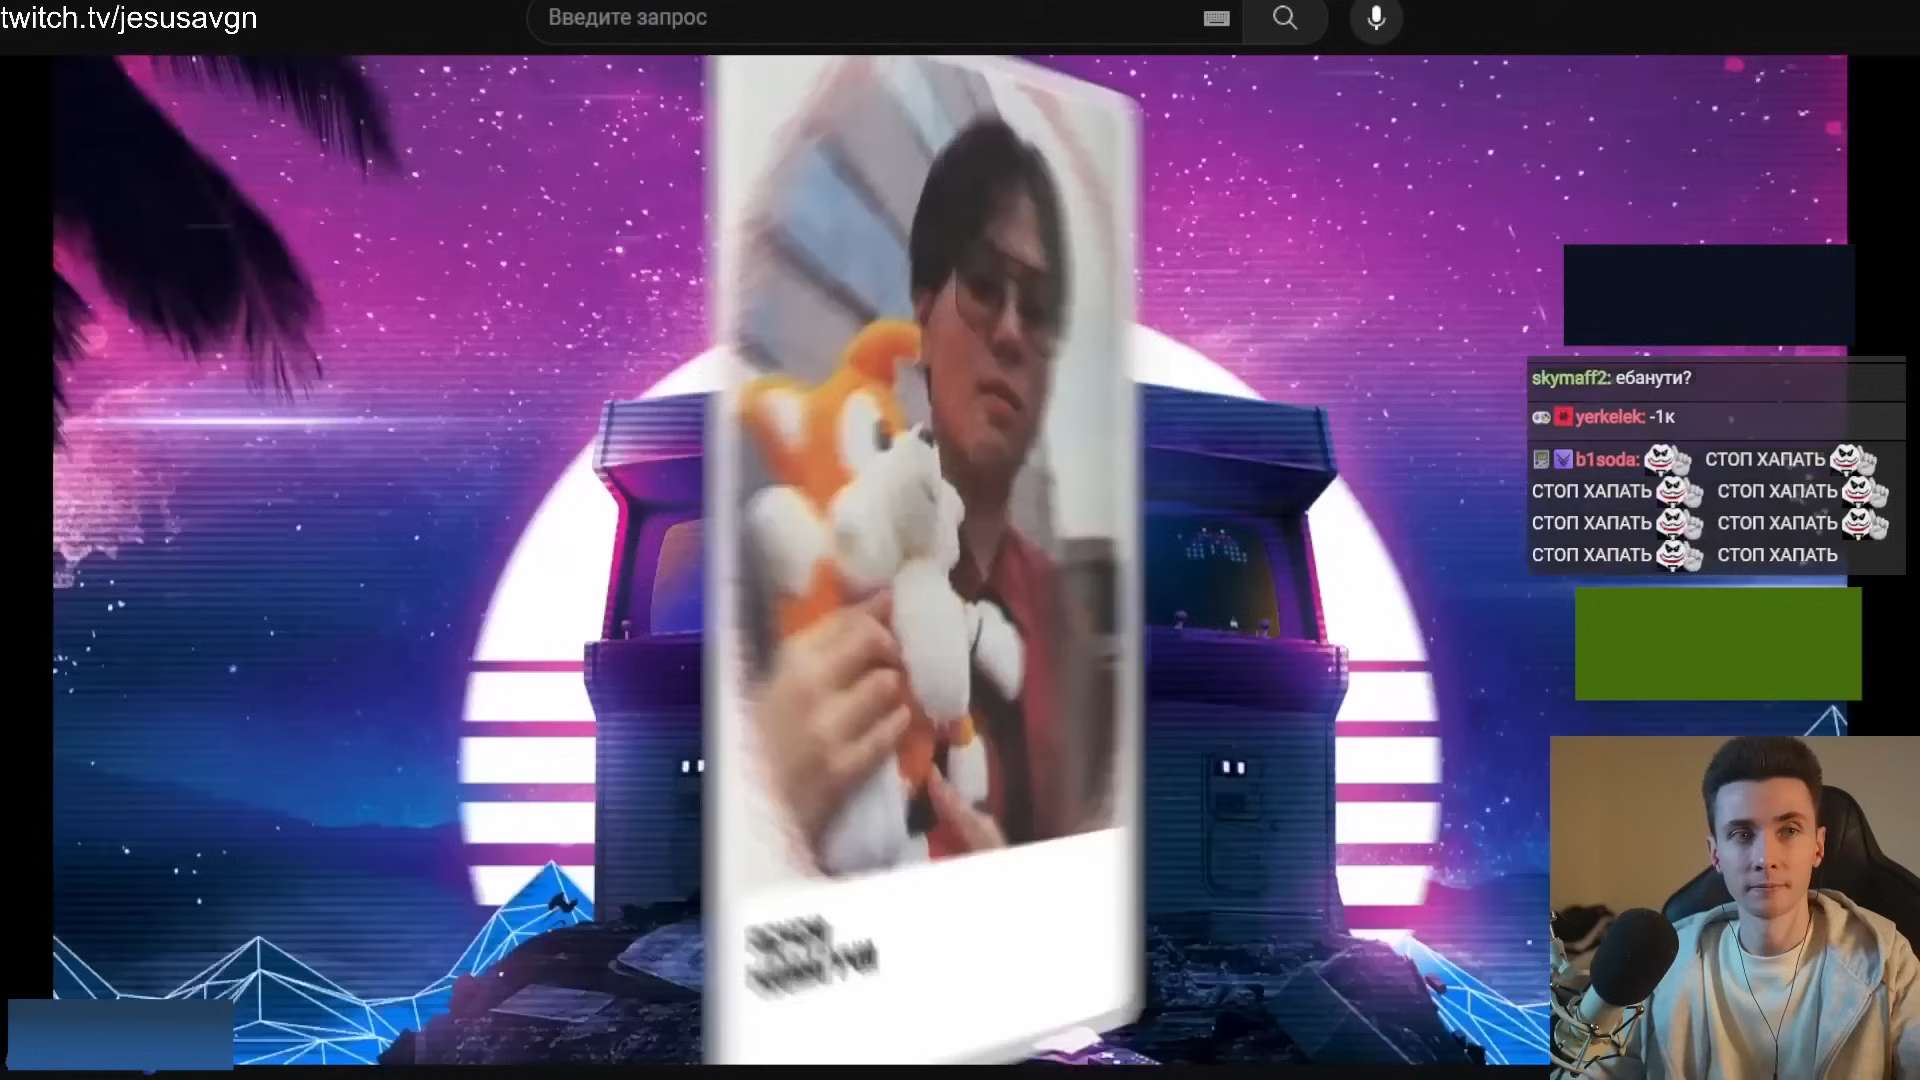 twitch.tv/jesusavgn
Введите запрос
skymaff2: ебанути?
yerkelek: -1к
b1soda: СТОП ХАПАТЬ
СТОП ХАПАТЬ СТОП ХАПАТЬ
СТОП ХАПАТЬ СТОП ХАПАТЬ
СТОП ХАПАТЬ СТОП ХАПАТЬ